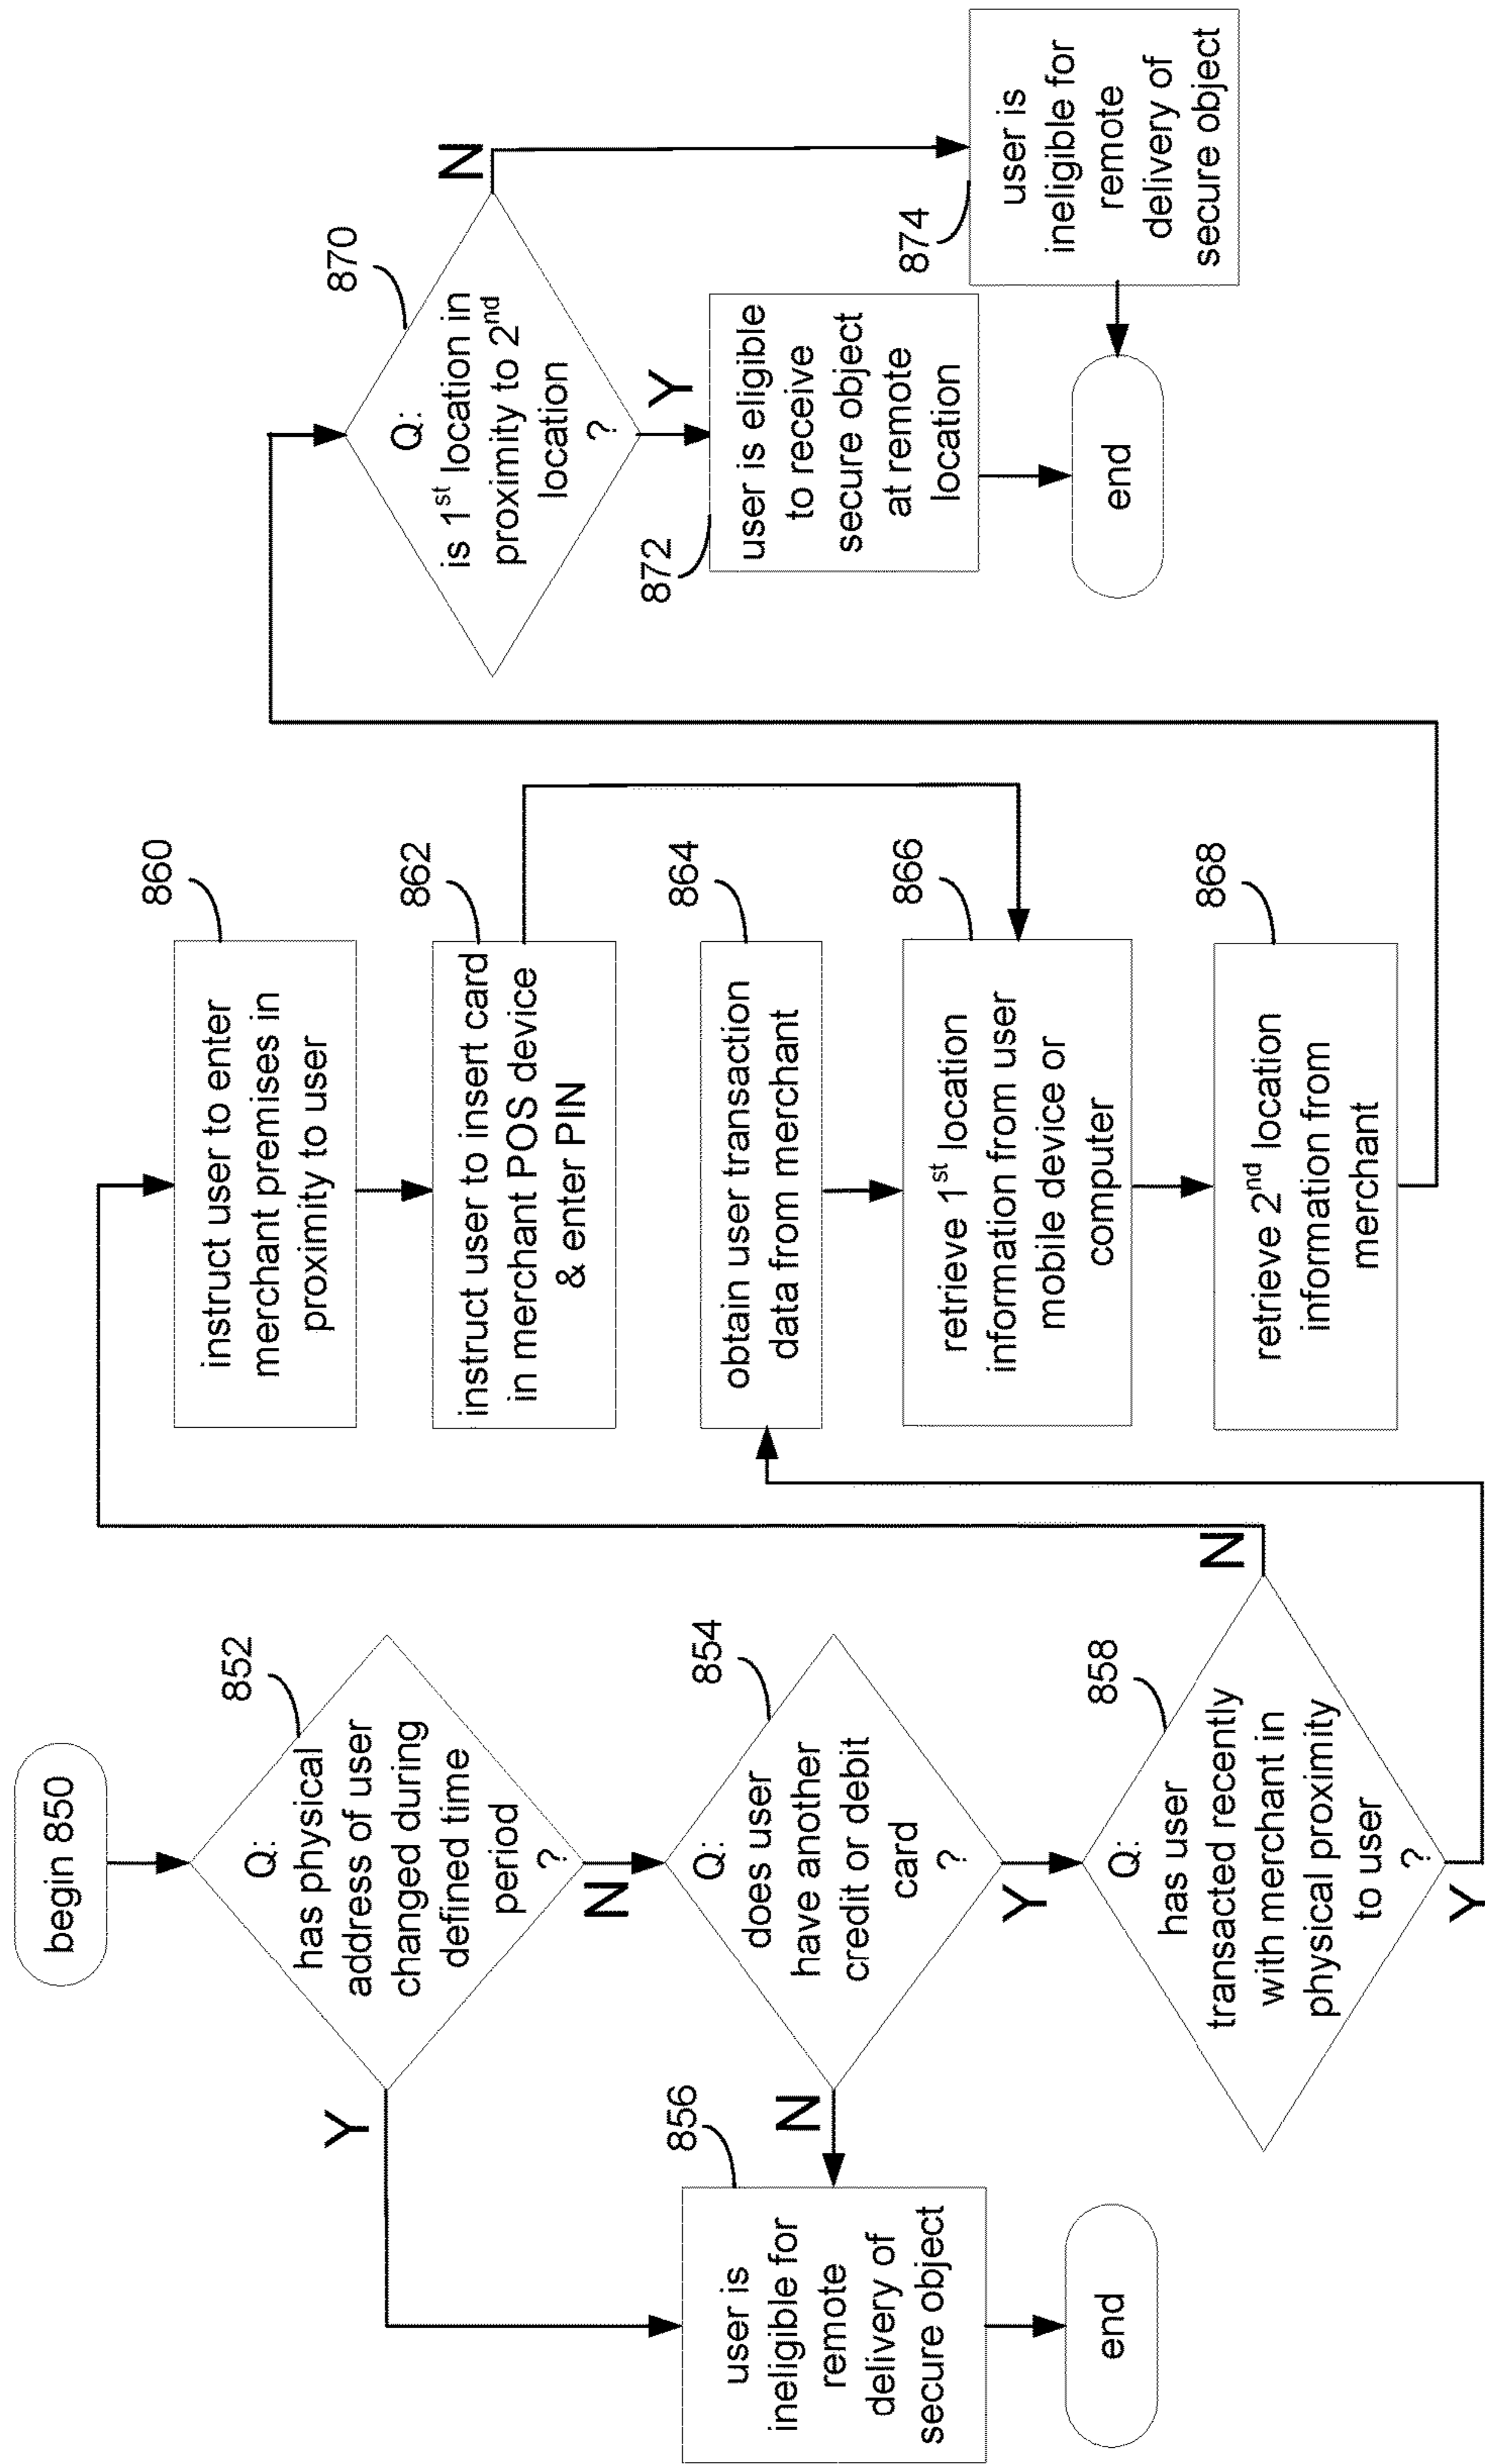 begin 850
852
Q:
has physical
address of user
changed during
defined time
period
?
Y
N
854
Q:
does user
have another
credit or debit
card
?
N
Y
856
user is
ineligible for
remote
delivery of
secure object
end
858
Q:
has user
transacted recently
with merchant in
physical proximity
to user
?
N
Y
860
instruct user to enter
merchant premises in
proximity to user
862
instruct user to insert card
in merchant POS device
& enter PIN
864
obtain user transaction
data from merchant
866
retrieve 1st location
information from user
mobile device or
computer
868
retrieve 2nd location
information from
merchant
870
Q:
is 1st location in
proximity to 2nd
location
?
N
Y
872
user is eligible
to receive
secure object
at remote
location
874
user is
ineligible for
remote
delivery of
secure object
end